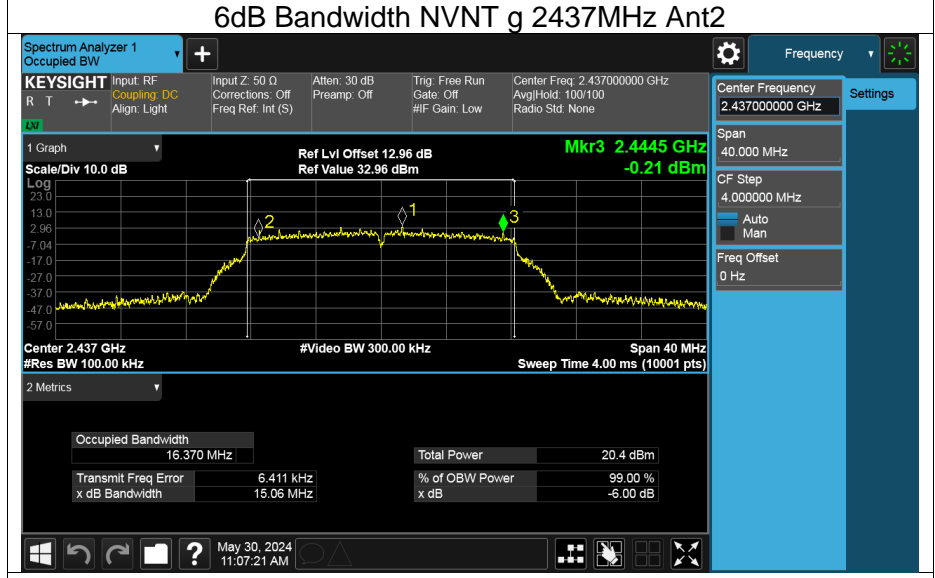 6dB Bandwidth NVNT g 2437MHz Ant2
Spectrum Analyzer 1
Occupied BW
+
Frequency
KEYSIGHT
R T
LXI
Input: RF
Coupling: DC
Align: Light
Input Z: 50 Ω
Corrections: Off
Freq Ref: Int (S)
Atten: 30 dB
Preamp: Off
Trig: Free Run
Gate: Off
#IF Gain: Low
Center Freq: 2.437000000 GHz
Avg|Hold: 100/100
Radio Std: None
Center Frequency
2.437000000 GHz
Settings
Span
40.000 MHz
CF Step
4.000000 MHz
Auto
Man
Freq Offset
0 Hz
1 Graph
Scale/Div 10.0 dB
Ref Lvl Offset 12.96 dB
Ref Value 32.96 dBm
Mkr3 2.4445 GHz
-0.21 dBm
Log
23.0
13.0
2.96
-7.04
-17.0
-27.0
-37.0
-47.0
-57.0
2
1
3
Center 2.437 GHz
#Res BW 100.00 kHz
#Video BW 300.00 kHz
Span 40 MHz
Sweep Time 4.00 ms (10001 pts)
2 Metrics
Occupied Bandwidth
16.370 MHz
Total Power 20.4 dBm
Transmit Freq Error 6.411 kHz
% of OBW Power 99.00 %
x dB Bandwidth 15.06 MHz
x dB -6.00 dB
?
May 30, 2024
11:07:21 AM